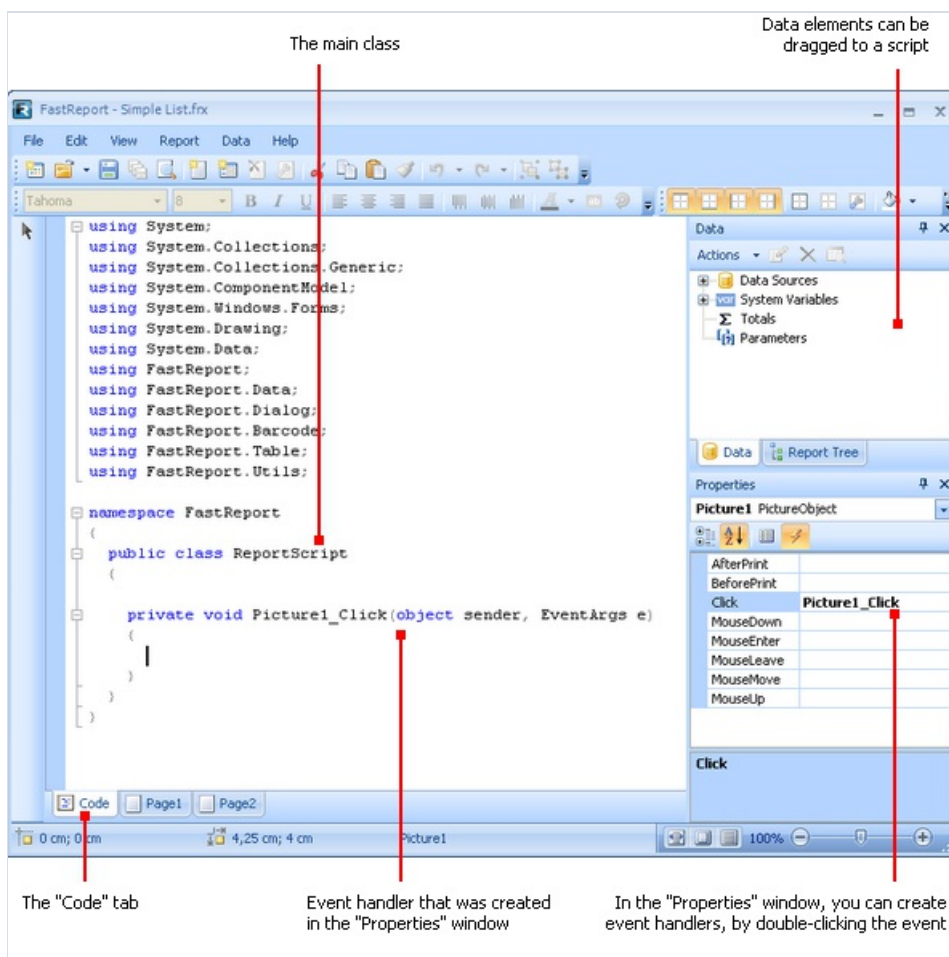 The main class
Data elements can be
dragged to a script
FastReport - Simple List.frx
File Edit View Report Data Help
Tahoma 8 B I U
using System;
using System.Collections;
using System.Collections.Generic;
using System.ComponentModel;
using System.Windows.Forms;
using System.Drawing;
using System.Data;
using FastReport;
using FastReport.Data;
using FastReport.Dialog;
using FastReport.Barcode;
using FastReport.Table;
using FastReport.Utils;
namespace FastReport
{
public class ReportScript
{
private void Picture1_Click(object sender, EventArgs e)
{
}
}
}
Data
Actions
Data Sources
var System Variables
Σ Totals
[?] Parameters
Data Report Tree
Properties
Picture1 PictureObject
AfterPrint
BeforePrint
Click Picture1_Click
MouseDown
MouseEnter
MouseLeave
MouseMove
MouseUp
Click
Code Page1 Page2
0 cm; 0 cm 4,25 cm; 4 cm Picture1 100%
The "Code" tab
Event handler that was created
in the "Properties" window
In the "Properties" window, you can create
event handlers, by double-clicking the event